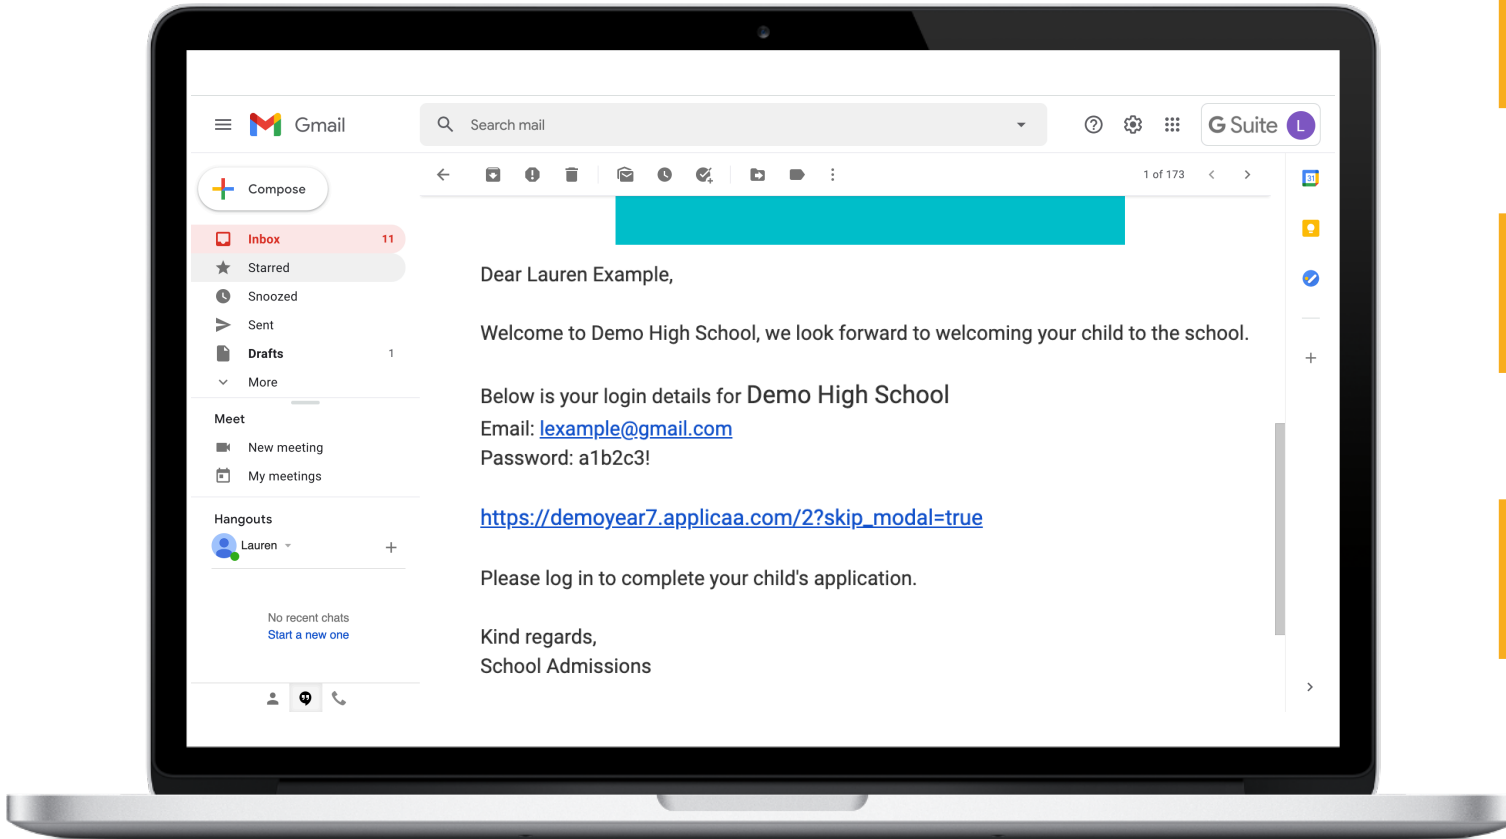 Gmail
Search mail
G Suite
L
Compose
1 of 173
31
Inbox 11
Starred
Snoozed
Sent
Drafts 1
More
Meet
New meeting
My meetings
Hangouts
Lauren
No recent chats
Start a new one
Dear Lauren Example,
Welcome to Demo High School, we look forward to welcoming your child to the school.
Below is your login details for Demo High School
Email: lexample@gmail.com
Password: a1b2c3!
https://demoyear7.applicaa.com/2?skip_modal=true
Please log in to complete your child's application.
Kind regards,
School Admissions